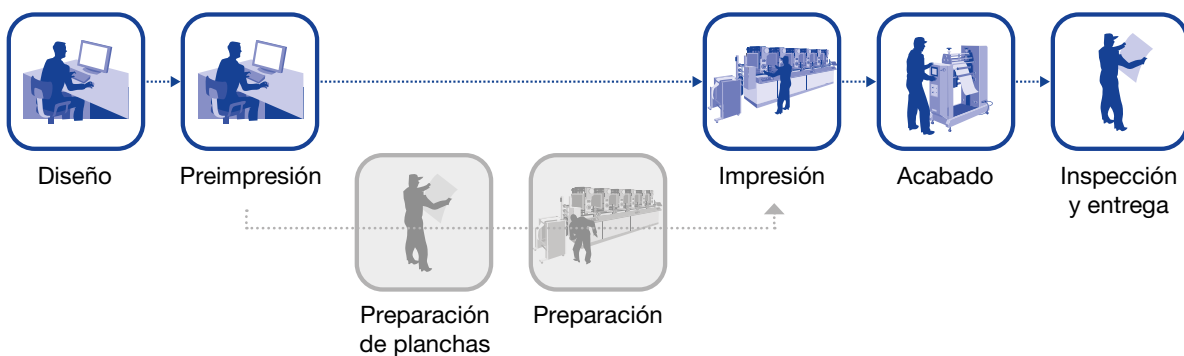 Diseño
Preimpresión
Impresión
Acabado
Inspección
y entrega
Preparación
de planchas
Preparación